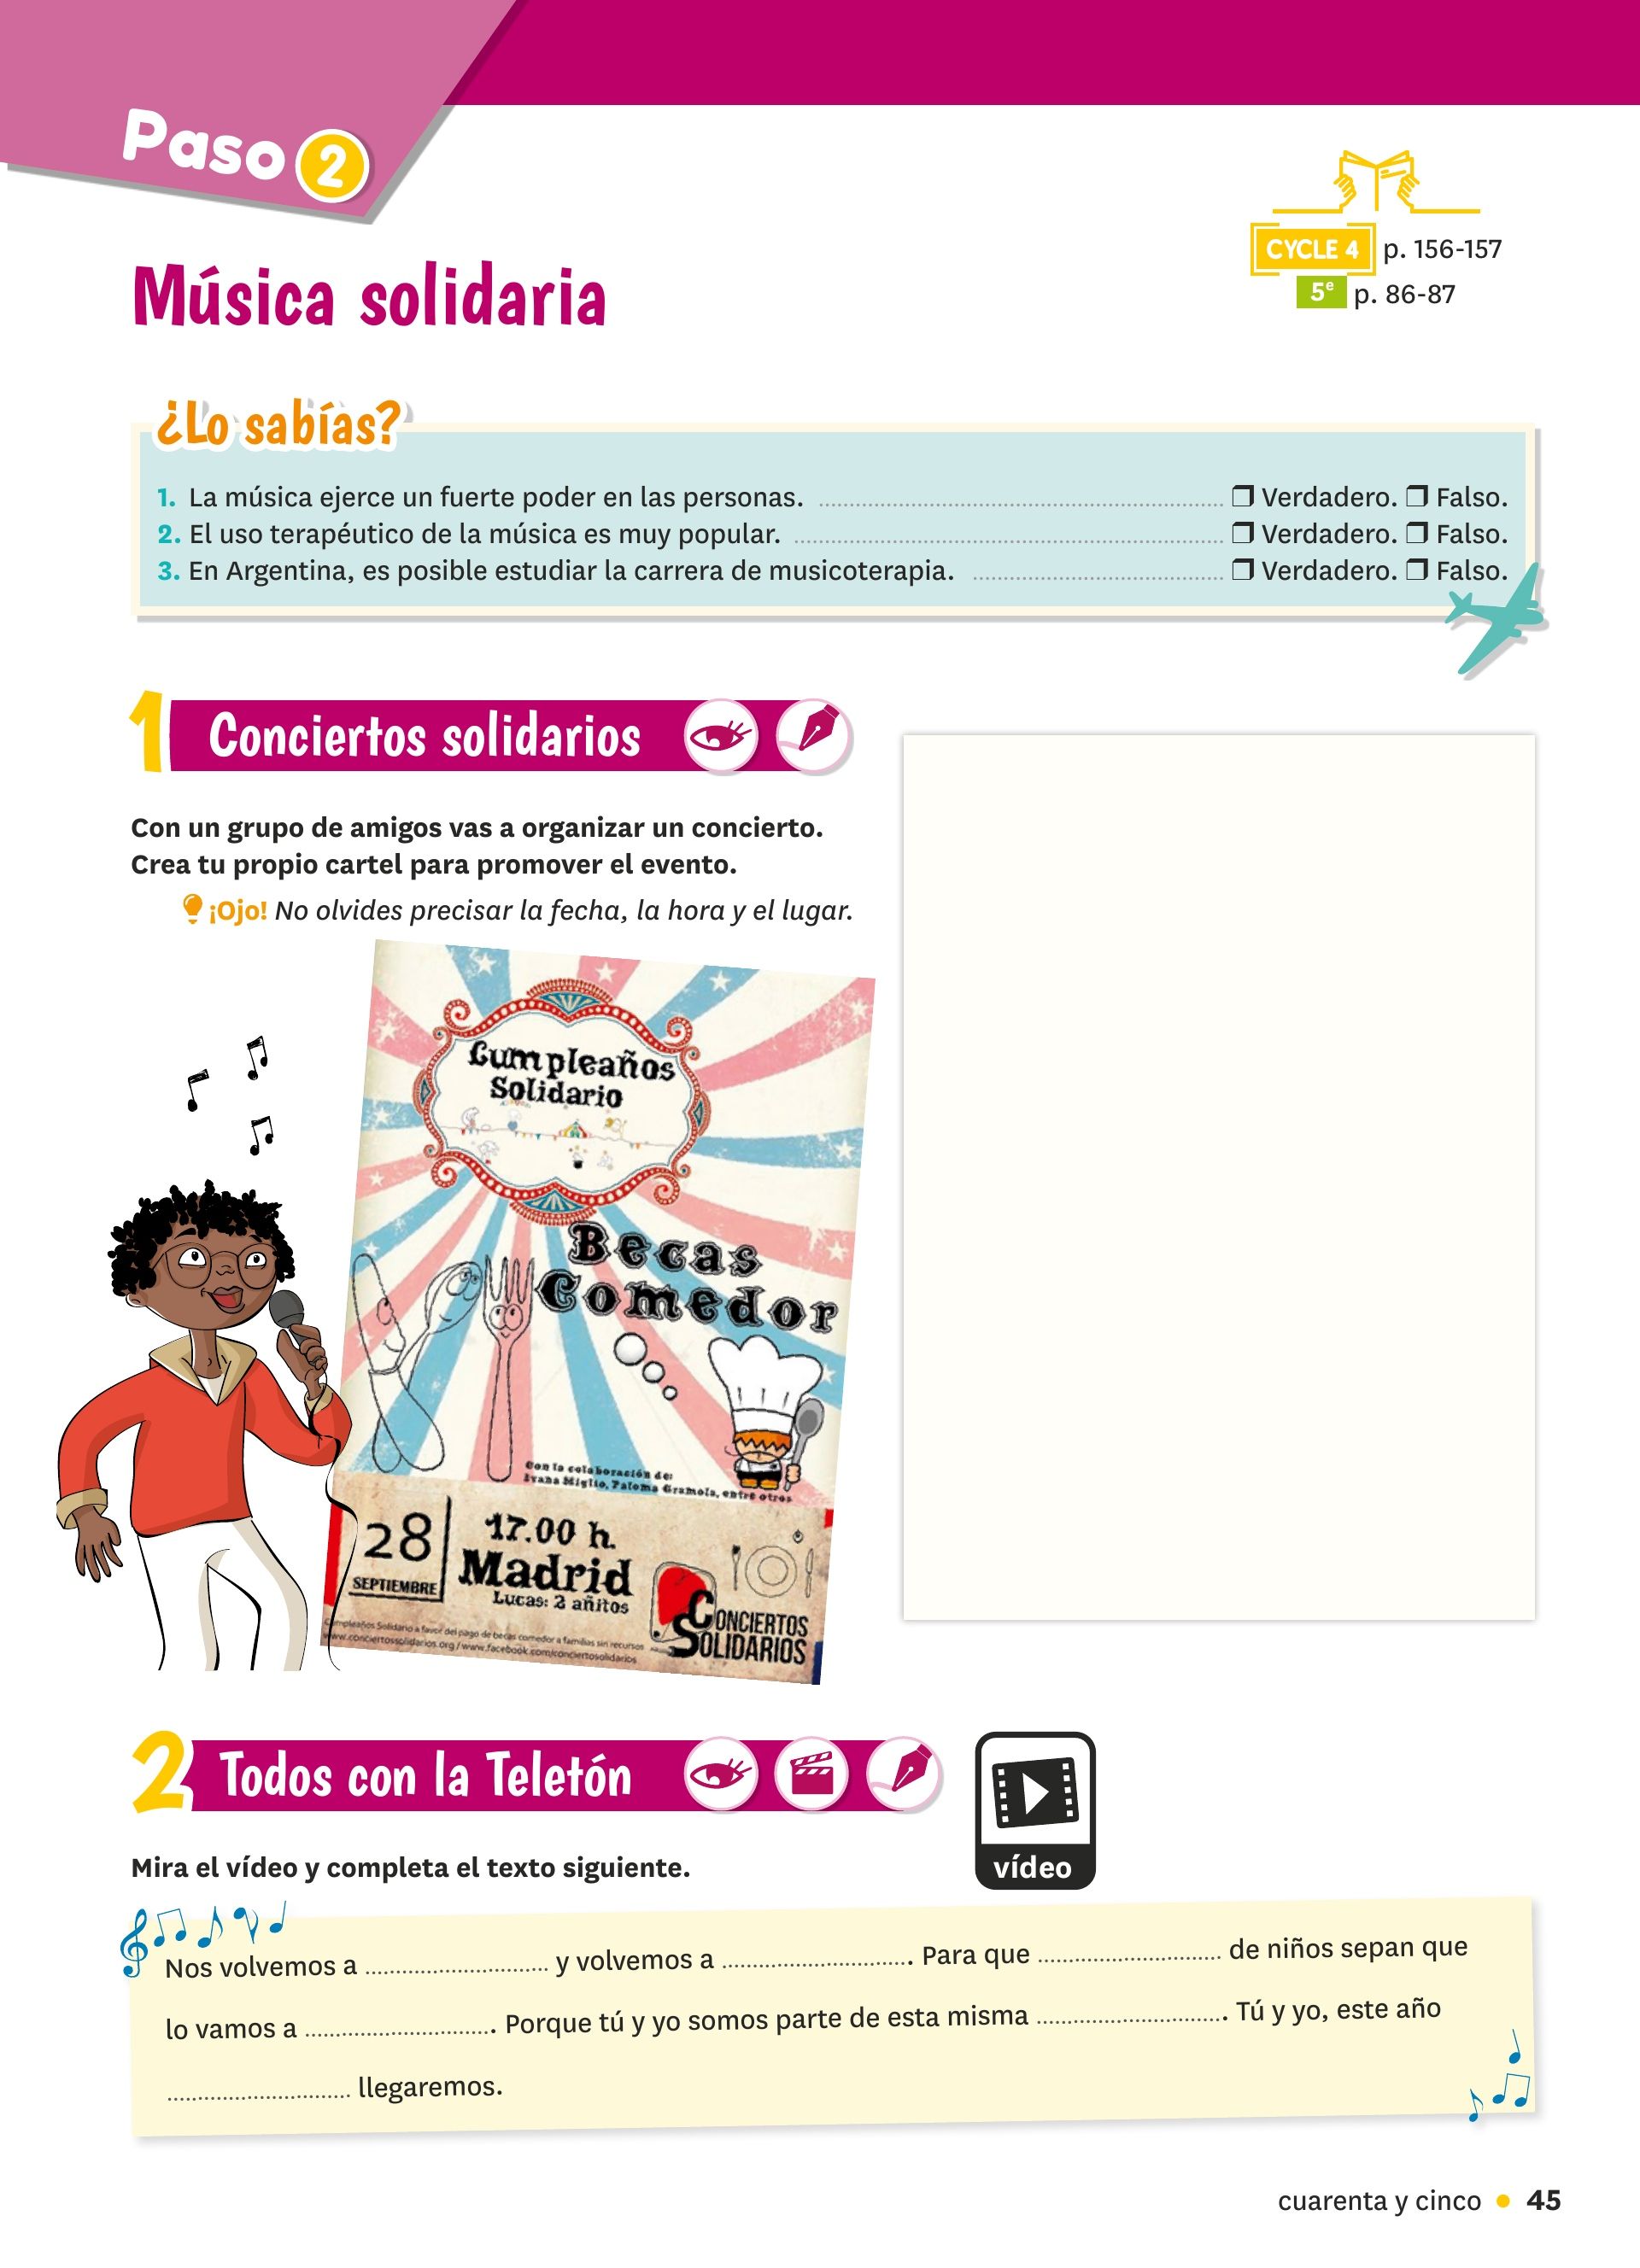 Paso 2
CYCLE 4 p. 156-157
5e p. 86-87
Música solidaria
¿Lo sabías?
1. La música ejerce un fuerte poder en las personas. ❒ Verdadero. ❒ Falso.
2. El uso terapéutico de la música es muy popular. ❒ Verdadero. ❒ Falso.
3. En Argentina, es posible estudiar la carrera de musicoterapia. ❒ Verdadero. ❒ Falso.
1 Conciertos solidarios
Con un grupo de amigos vas a organizar un concierto.
Crea tu propio cartel para promover el evento.
¡Ojo! No olvides precisar la fecha, la hora y el lugar.
Cumpleaños
Solidario
Becas
Comedor
Con la colaboración de:
Ivana Miglio, Paloma Gramola, entre otros
28
SEPTIEMBRE
17.00 h.
Madrid
Lucas: 2 añitos
CONCIERTOS
SOLIDARIOS
Cumpleaños Solidario a favor del pago de becas comedor a familias sin recursos
www.conciertossolidarios.org / www.facebook.com/conciertosolidarios
2 Todos con la Teletón
vídeo
Mira el vídeo y completa el texto siguiente.
Nos volvemos a .............................. y volvemos a .............................. . Para que .............................. de niños sepan que
lo vamos a .............................. . Porque tú y yo somos parte de esta misma .............................. . Tú y yo, este año
.............................. llegaremos.
cuarenta y cinco • 45